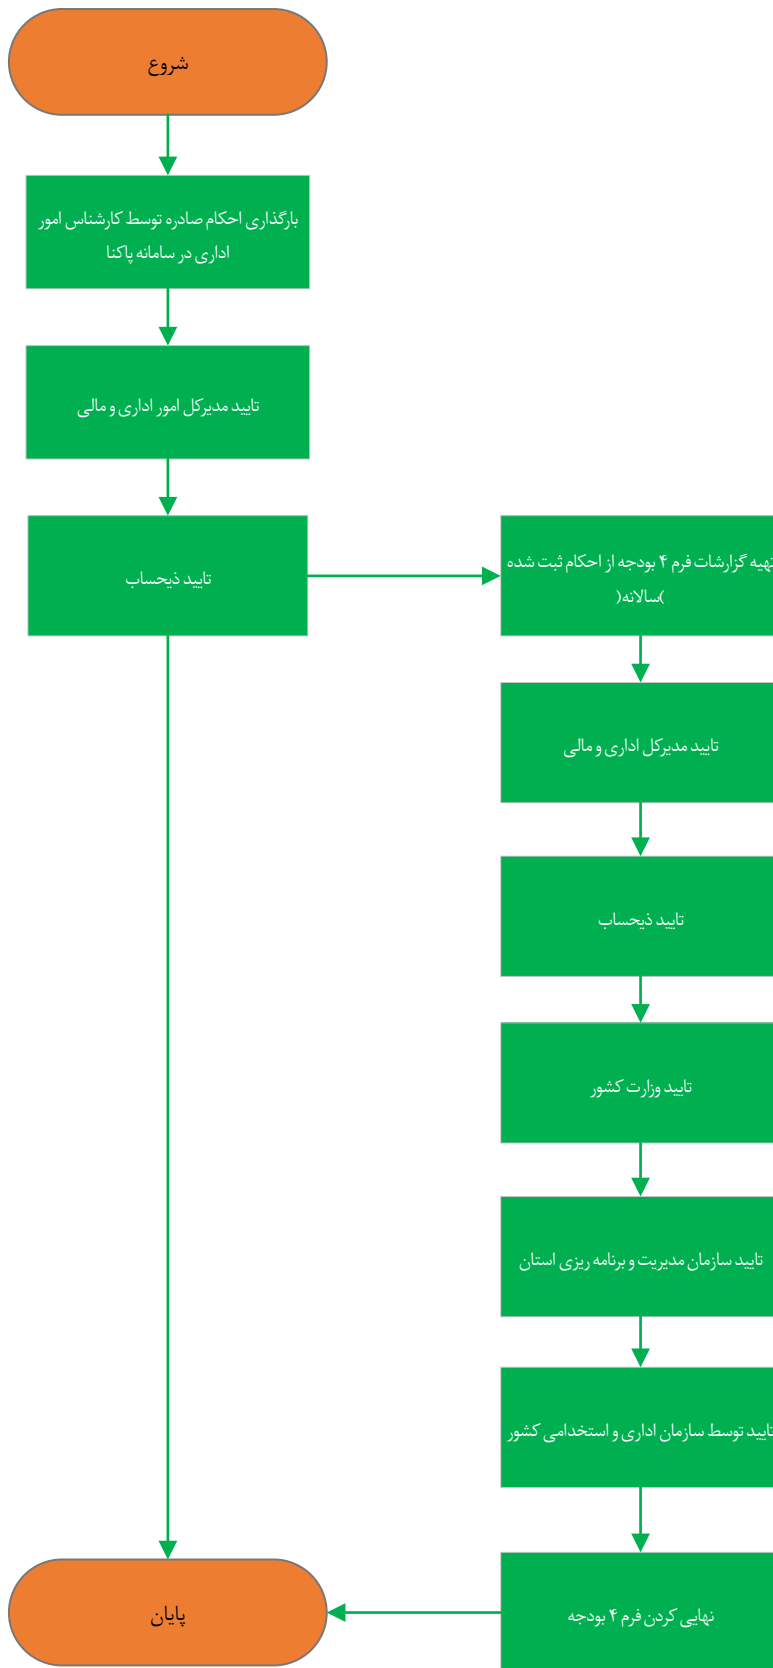 شروع
بارگذاری احکام صادره توسط کارشناس امور
اداری در سامانه پاکنا
تایید مدیرکل امور اداری و مالی
تایید ذیحساب
تهیه گزارشات فرم ۴ بودجه از احکام ثبت شده
)سالانه(
تایید مدیرکل اداری و مالی
تایید ذیحساب
تایید وزارت کشور
تایید سازمان مدیریت و برنامه ریزی استان
تایید توسط سازمان اداری و استخدامی کشور
نهایی کردن فرم ۴ بودجه
پایان